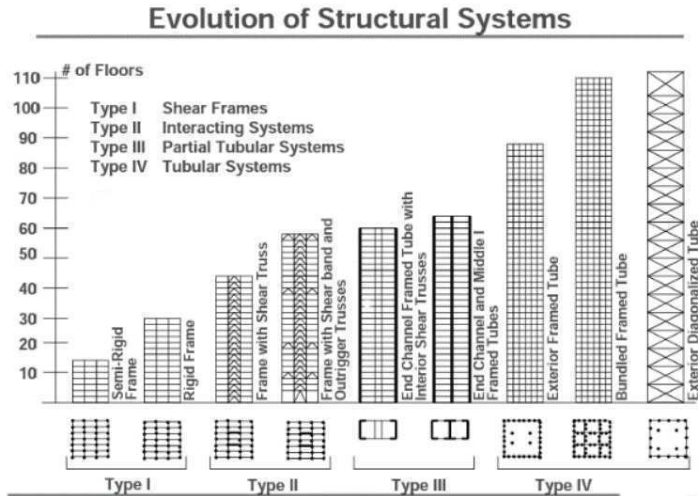 Evolution of Structural Systems
# of Floors
110
100
90
80
70
60
50
40
30
20
10
Type I Shear Frames
Type II Interacting Systems
Type III Partial Tubular Systems
Type IV Tubular Systems
Semi-Rigid
Frame
Rigid Frame
Frame with Shear Truss
Frame with Shear band and
Outrigger Trusses
End Channel Framed Tube with
Interior Shear Trusses
End Channel and Middle I
Framed Tubes
Exterior Framed Tube
Bundled Framed Tube
Exterior Diagonalized Tube
Type I
Type II
Type III
Type IV